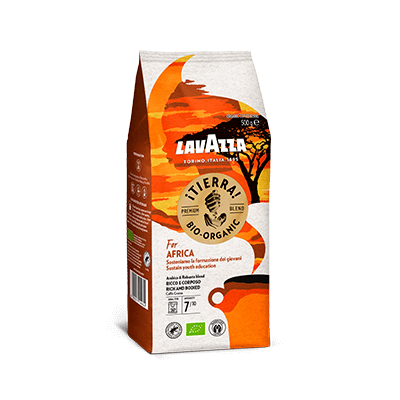 500 g e
LAVAZZA
TORINO, ITALIA, 1895
¡TIERRA!
PREMIUM BLEND
BIO-ORGANIC
For
AFRICA
Sosteniamo la formazione dei giovani
Sustain youth education
Arabica & Robusta blend
RICCO E CORPOSO
RICH AND BODIED
INTENSITY
7/10